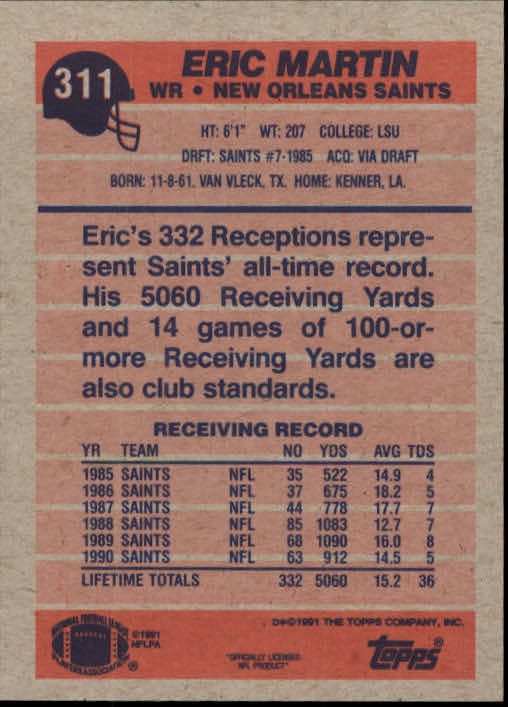 311
ERIC MARTIN
WR • NEW ORLEANS SAINTS
HT: 6'1" WT: 207 COLLEGE: LSU
DRFT: SAINTS #7-1985 ACQ: VIA DRAFT
BORN: 11-8-61, VAN VLECK, TX. HOME: KENNER, LA.
Eric's 332 Receptions repre-
sent Saints' all-time record.
His 5060 Receiving Yards
and 14 games of 100-or-
more Receiving Yards are
also club standards.
RECEIVING RECORD
YR TEAM NO YDS AVG TDS
1985 SAINTS NFL 35 522 14.9 4
1986 SAINTS NFL 37 675 18.2 5
1987 SAINTS NFL 44 778 17.7 7
1988 SAINTS NFL 85 1083 12.7 7
1989 SAINTS NFL 68 1090 16.0 8
1990 SAINTS NFL 63 912 14.5 5
LIFETIME TOTALS 332 5060 15.2 36
NATIONAL FOOTBALL LEAGUE
PLAYERS ASSOCIATION
®
©1991
NFLPA
D*©1991 THE TOPPS COMPANY, INC.
"OFFICIALLY LICENSED
NFL PRODUCT"
topps®